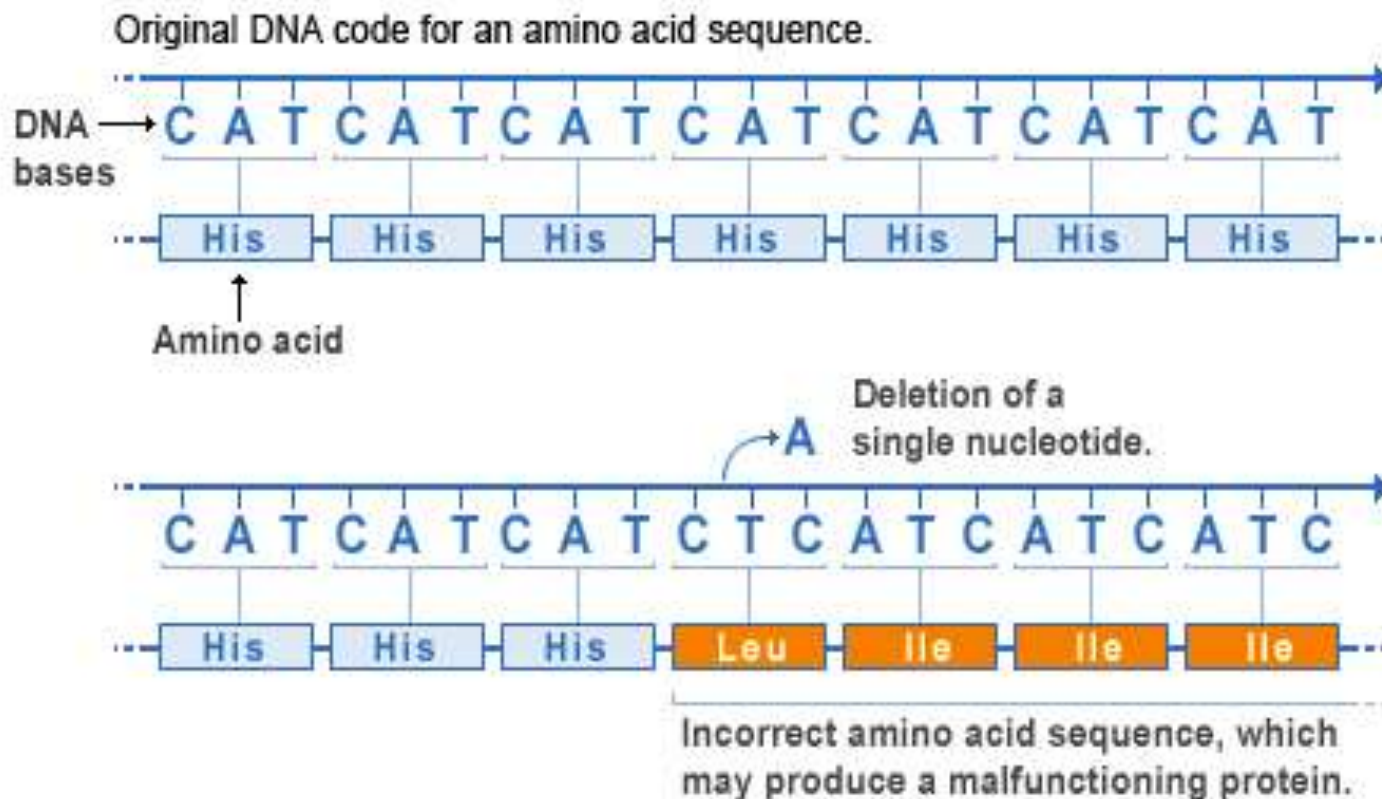 Original DNA code for an amino acid sequence.
DNA bases
C A T C A T C A T C A T C A T C A T C A T
His His His His His His His
Amino acid
Deletion of a
A single nucleotide.
C A T C A T C A T C T C A T C A T C A T C
His His His Leu Ile Ile Ile
Incorrect amino acid sequence, which
may produce a malfunctioning protein.